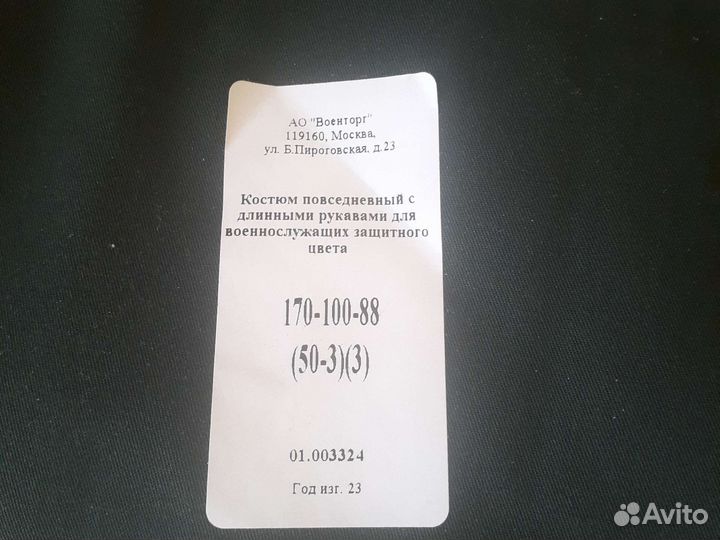 АО "Военторг"
119160, Москва,
ул. Б.Пироговская, д.23
Костюм повседневный с
длинными рукавами для
военнослужащих защитного
цвета
170-100-88
(50-3)(3)
01.003324
Год изг. 23
Avito